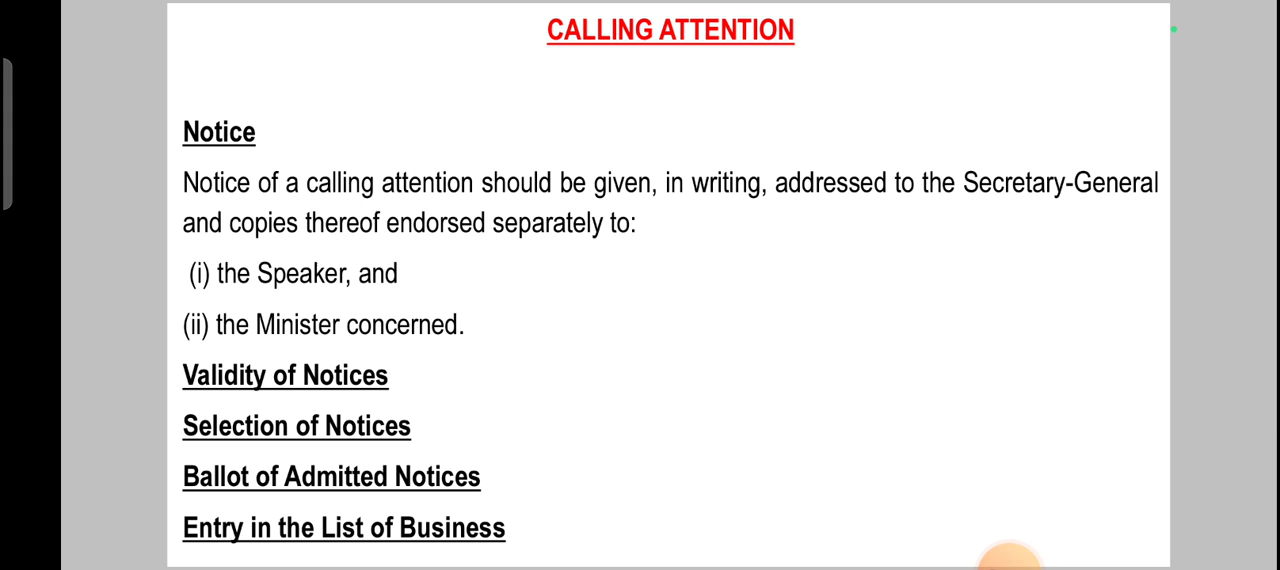 CALLING ATTENTION
Notice
Notice of a calling attention should be given, in writing, addressed to the Secretary-General
and copies thereof endorsed separately to:
(i) the Speaker, and
(ii) the Minister concerned.
Validity of Notices
Selection of Notices
Ballot of Admitted Notices
Entry in the List of Business